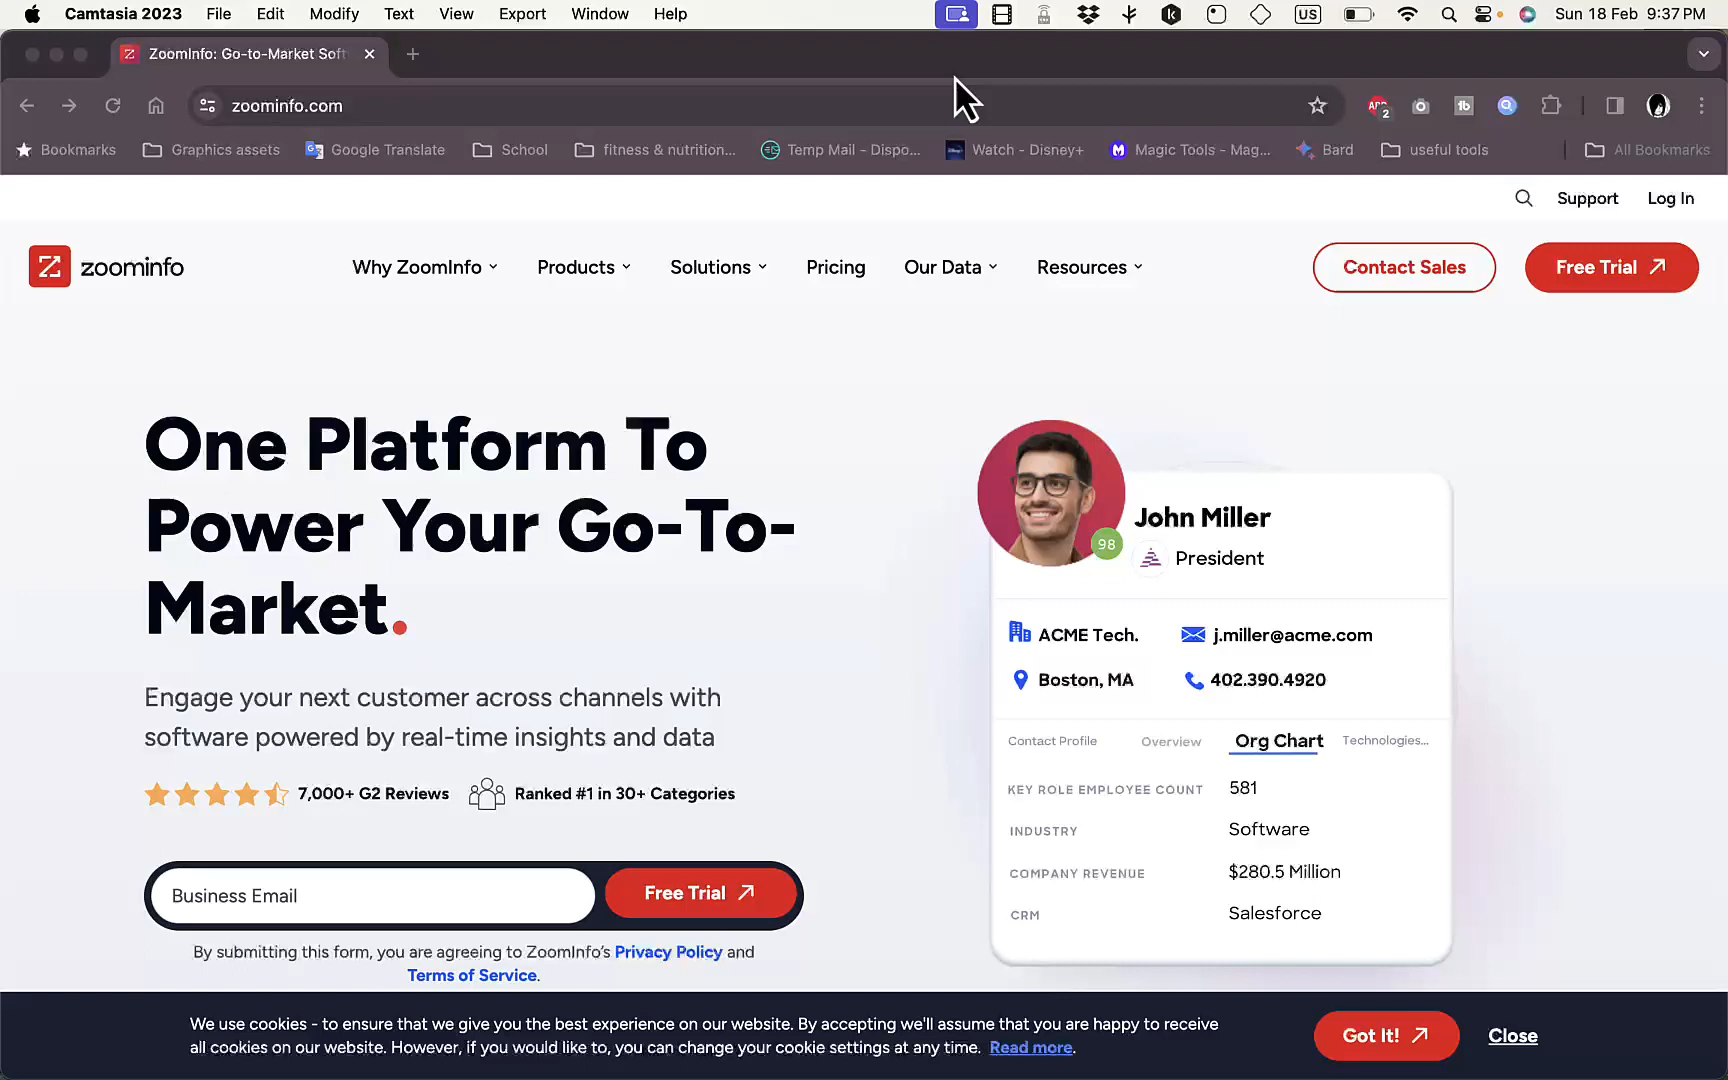 Camtasia 2023 File Edit Modify Text View Export Window Help US Sun 18 Feb 9:37 PM
ZoomInfo: Go-to-Market Soft
zoominfo.com
ABP 2 tb
Bookmarks Graphics assets Google Translate School fitness & nutrition... Temp Mail - Dispo... Watch - Disney+ Magic Tools - Mag... Bard useful tools All Bookmarks
Support Log In
zoominfo Why ZoomInfo Products Solutions Pricing Our Data Resources Contact Sales Free Trial
One Platform To
Power Your Go-To-
Market.
Engage your next customer across channels with
software powered by real-time insights and data
7,000+ G2 Reviews Ranked #1 in 30+ Categories
Business Email Free Trial
By submitting this form, you are agreeing to ZoomInfo's Privacy Policy and
Terms of Service.
98
John Miller
President
ACME Tech. j.miller@acme.com
Boston, MA 402.390.4920
Contact Profile Overview Org Chart Technologies...
KEY ROLE EMPLOYEE COUNT 581
INDUSTRY Software
COMPANY REVENUE $280.5 Million
CRM Salesforce
We use cookies - to ensure that we give you the best experience on our website. By accepting we'll assume that you are happy to receive
all cookies on our website. However, if you would like to, you can change your cookie settings at any time. Read more.
Got It! Close